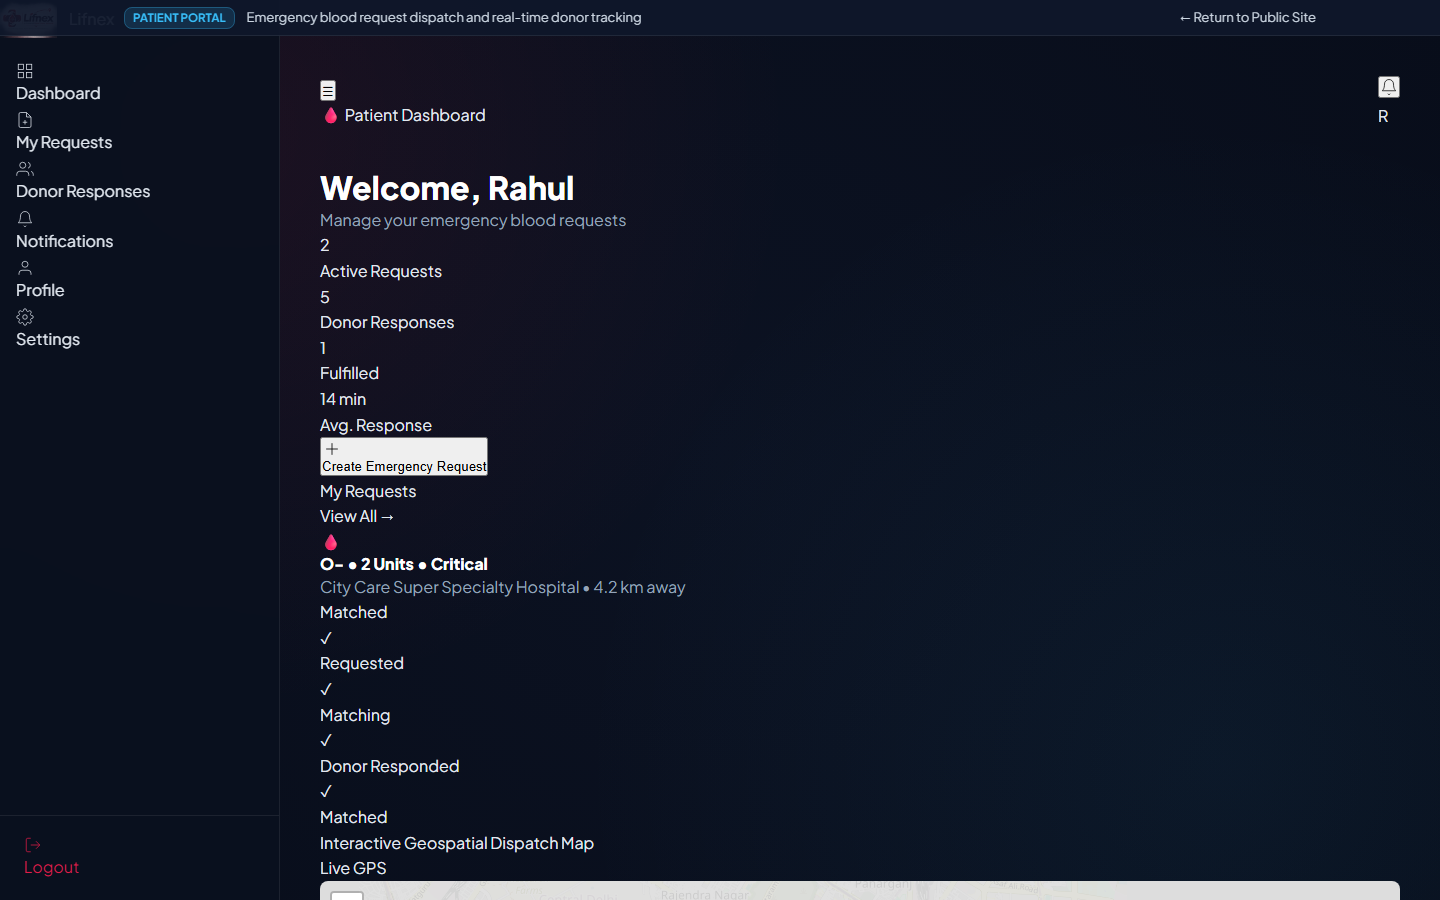 Lifnex Lifnex PATIENT PORTAL Emergency blood request dispatch and real-time donor tracking ← Return to Public Site
Dashboard
My Requests
Donor Responses
Notifications
Profile
Settings
Logout
☰
🩸 Patient Dashboard
R
Welcome, Rahul
Manage your emergency blood requests
2
Active Requests
5
Donor Responses
1
Fulfilled
14 min
Avg. Response
Create Emergency Request
My Requests
View All →
🩸
O- • 2 Units • Critical
City Care Super Specialty Hospital • 4.2 km away
Matched
✓
Requested
✓
Matching
✓
Donor Responded
✓
Matched
Interactive Geospatial Dispatch Map
Live GPS
Rajendra Nagar